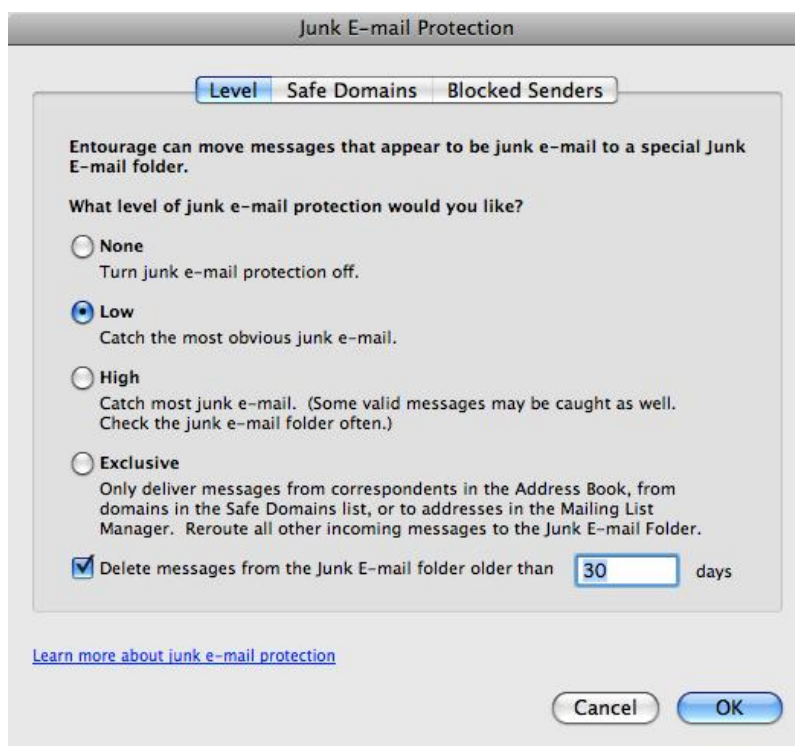 Junk E-mail Protection
Level Safe Domains Blocked Senders
Entourage can move messages that appear to be junk e-mail to a special Junk
E-mail folder.
What level of junk e-mail protection would you like?
None
Turn junk e-mail protection off.
Low
Catch the most obvious junk e-mail.
High
Catch most junk e-mail. (Some valid messages may be caught as well.
Check the junk e-mail folder often.)
Exclusive
Only deliver messages from correspondents in the Address Book, from
domains in the Safe Domains list, or to addresses in the Mailing List
Manager. Reroute all other incoming messages to the Junk E-mail Folder.
Delete messages from the Junk E-mail folder older than 30 days
Learn more about junk e-mail protection
Cancel OK